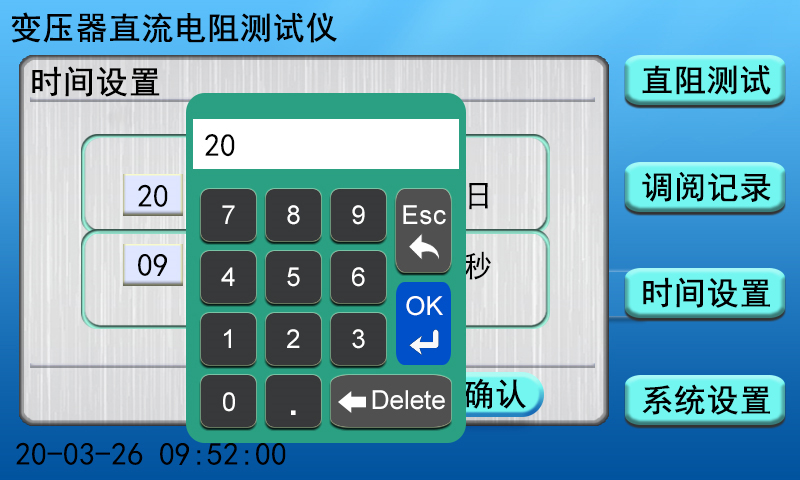 变压器直流电阻测试仪
时间设置
20
日
20
09
秒
7 8 9 Esc
4 5 6
OK
1 2 3
0 . Delete
确认
直阻测试
调阅记录
时间设置
系统设置
20-03-26 09:52:00